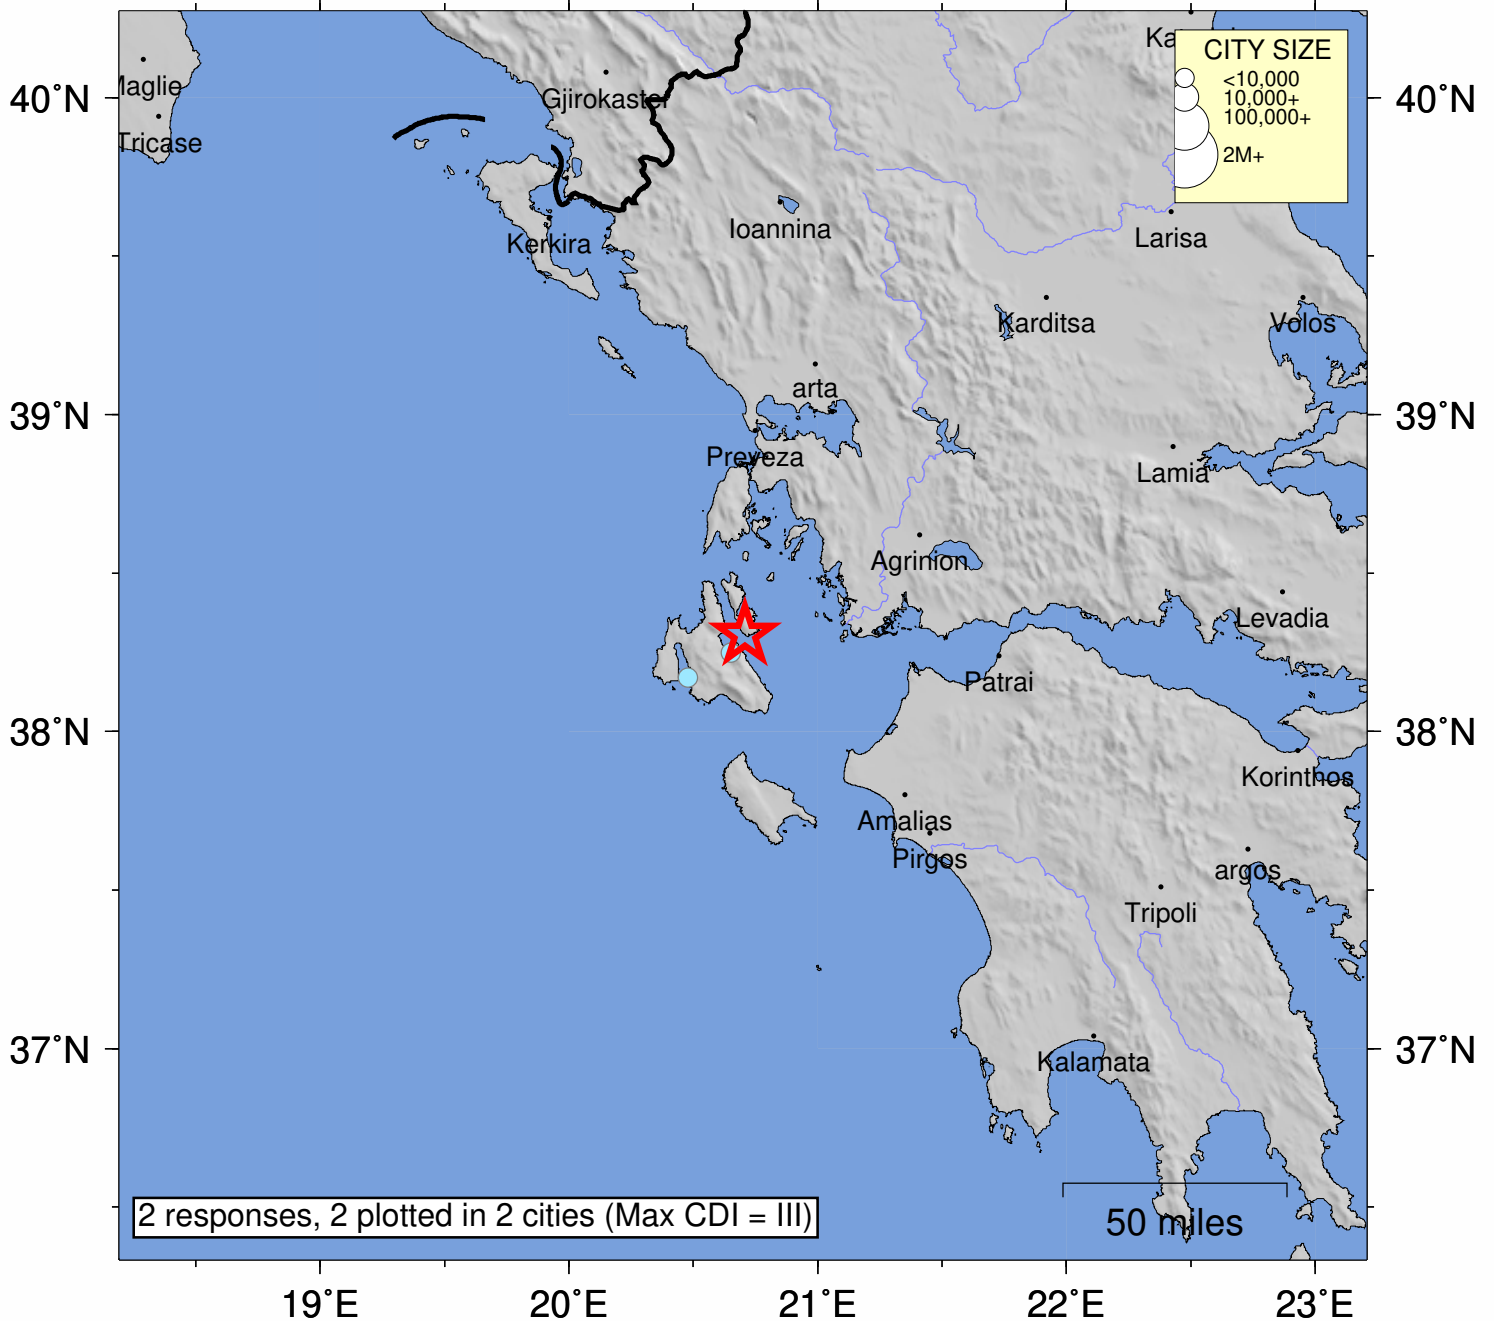 Maglie
Tricase
Gjirokaster
Ka
CITY SIZE
<10,000
10,000+
100,000+
2M+
40˚N
40˚N
Kerkira
Ioannina
Larisa
Karditsa
Volos
arta
39˚N
39˚N
Preveza
Lamia
Agrinion
Levadia
Patrai
38˚N
38˚N
Korinthos
Amalias
Pirgos
argos
Tripoli
37˚N
37˚N
Kalamata
2 responses, 2 plotted in 2 cities (Max CDI = III)
50 miles
19˚E
20˚E
21˚E
22˚E
23˚E